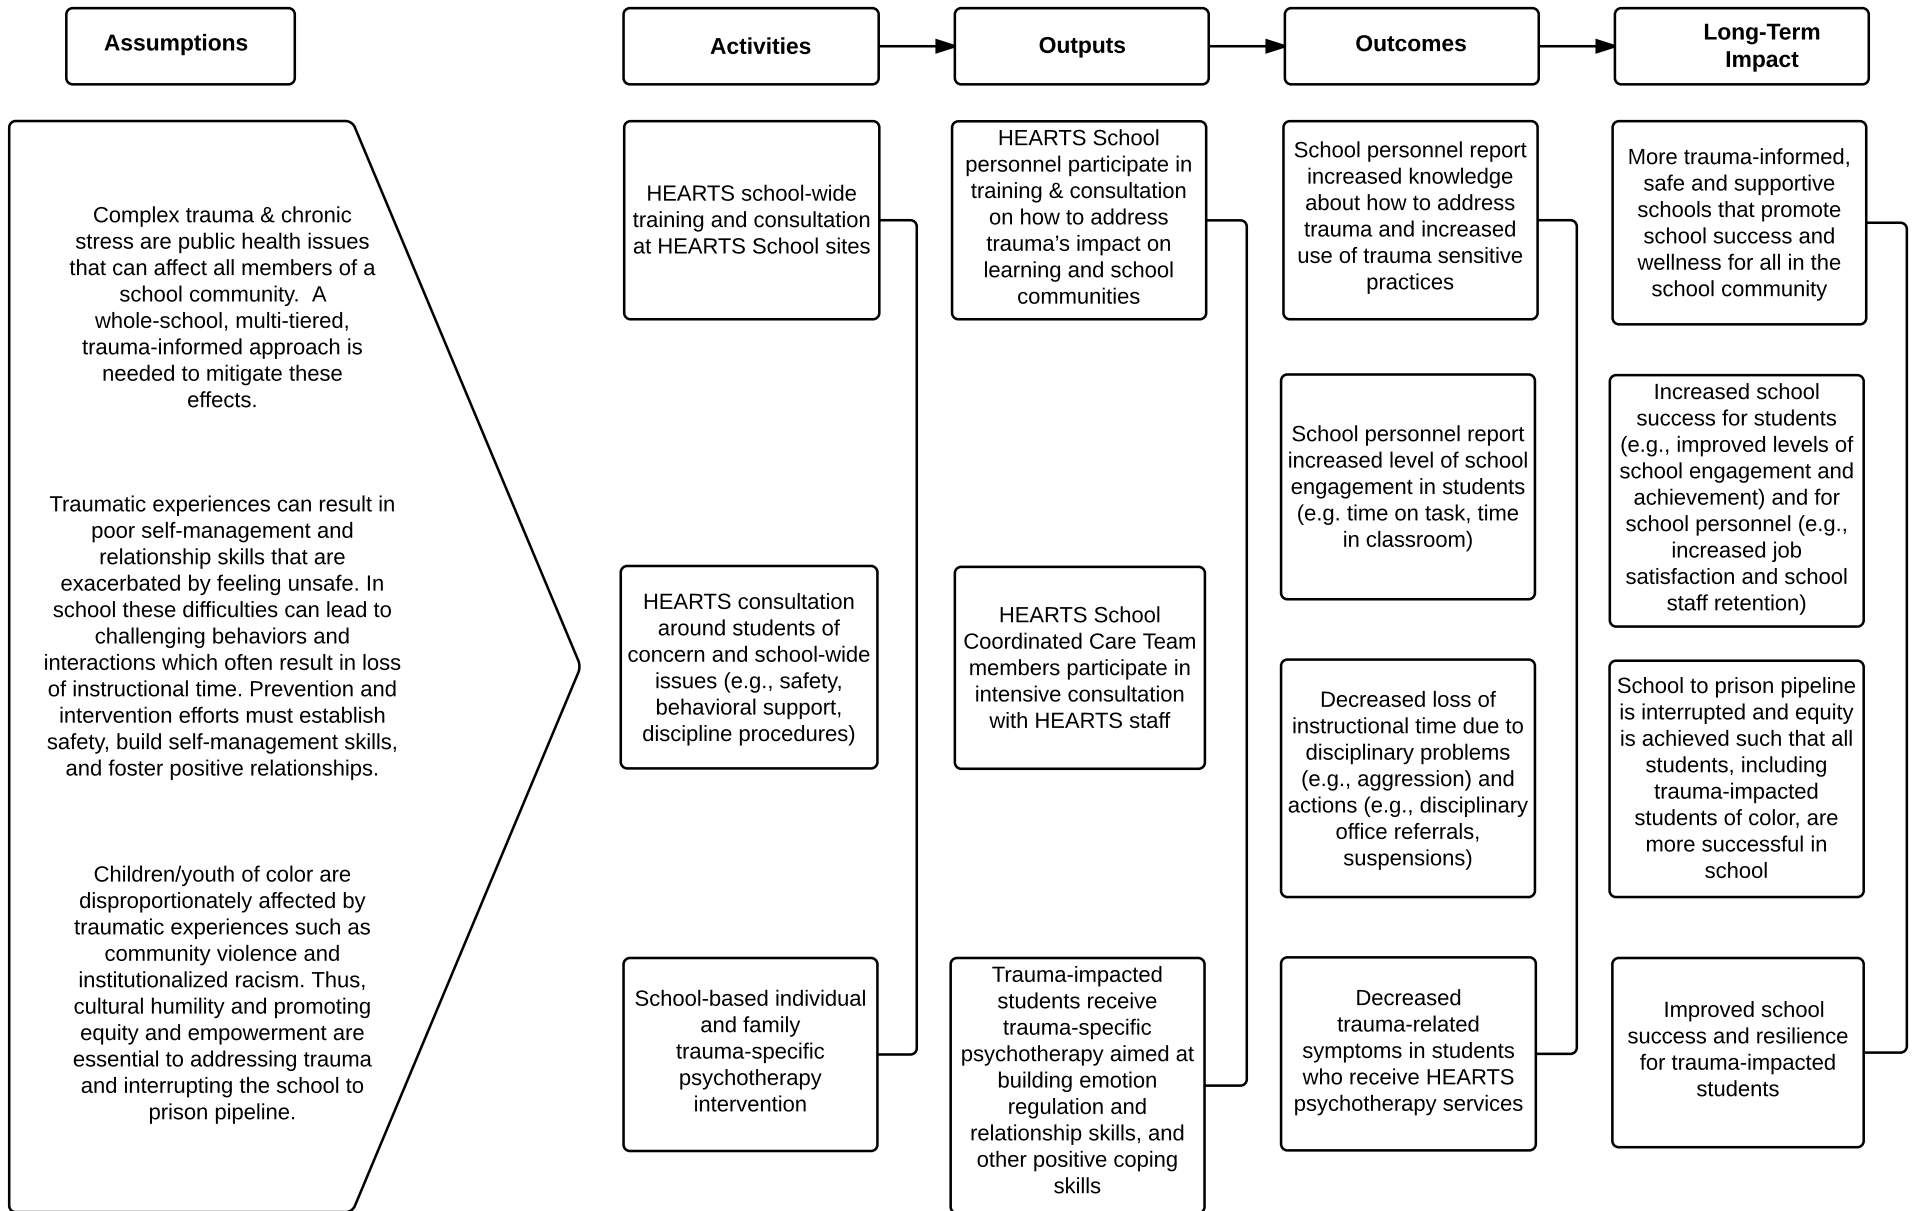 Assumptions
Activities
Outputs
Outcomes
Long-Term
Impact
Complex trauma & chronic
stress are public health issues
that can affect all members of a
school community.  A
whole-school, multi-tiered,
trauma-informed approach is
needed to mitigate these
effects.
Traumatic experiences can result in
poor self-management and
relationship skills that are
exacerbated by feeling unsafe. In
school these difficulties can lead to
challenging behaviors and
interactions which often result in loss
of instructional time. Prevention and
intervention efforts must establish
safety, build self-management skills,
and foster positive relationships.
Children/youth of color are
disproportionately affected by
traumatic experiences such as
community violence and
institutionalized racism. Thus,
cultural humility and promoting
equity and empowerment are
essential to addressing trauma
and interrupting the school to
prison pipeline.
HEARTS school-wide
training and consultation
at HEARTS School sites
HEARTS consultation
around students of
concern and school-wide
issues (e.g., safety,
behavioral support,
discipline procedures)
School-based individual
and family
trauma-specific
psychotherapy
intervention
HEARTS School
personnel participate in
training & consultation
on how to address
trauma's impact on
learning and school
communities
HEARTS School
Coordinated Care Team
members participate in
intensive consultation
with HEARTS staff
Trauma-impacted
students receive
trauma-specific
psychotherapy aimed at
building emotion
regulation and
relationship skills, and
other positive coping
skills
School personnel report
increased knowledge
about how to address
trauma and increased
use of trauma sensitive
practices
School personnel report
increased level of school
engagement in students
(e.g. time on task, time
in classroom)
Decreased loss of
instructional time due to
disciplinary problems
(e.g., aggression) and
actions (e.g., disciplinary
office referrals,
suspensions)
Decreased
trauma-related
symptoms in students
who receive HEARTS
psychotherapy services
More trauma-informed,
safe and supportive
schools that promote
school success and
wellness for all in the
school community
Increased school
success for students
(e.g., improved levels of
school engagement and
achievement) and for
school personnel (e.g.,
increased job
satisfaction and school
staff retention)
School to prison pipeline
is interrupted and equity
is achieved such that all
students, including
trauma-impacted
students of color, are
more successful in
school
Improved school
success and resilience
for trauma-impacted
students